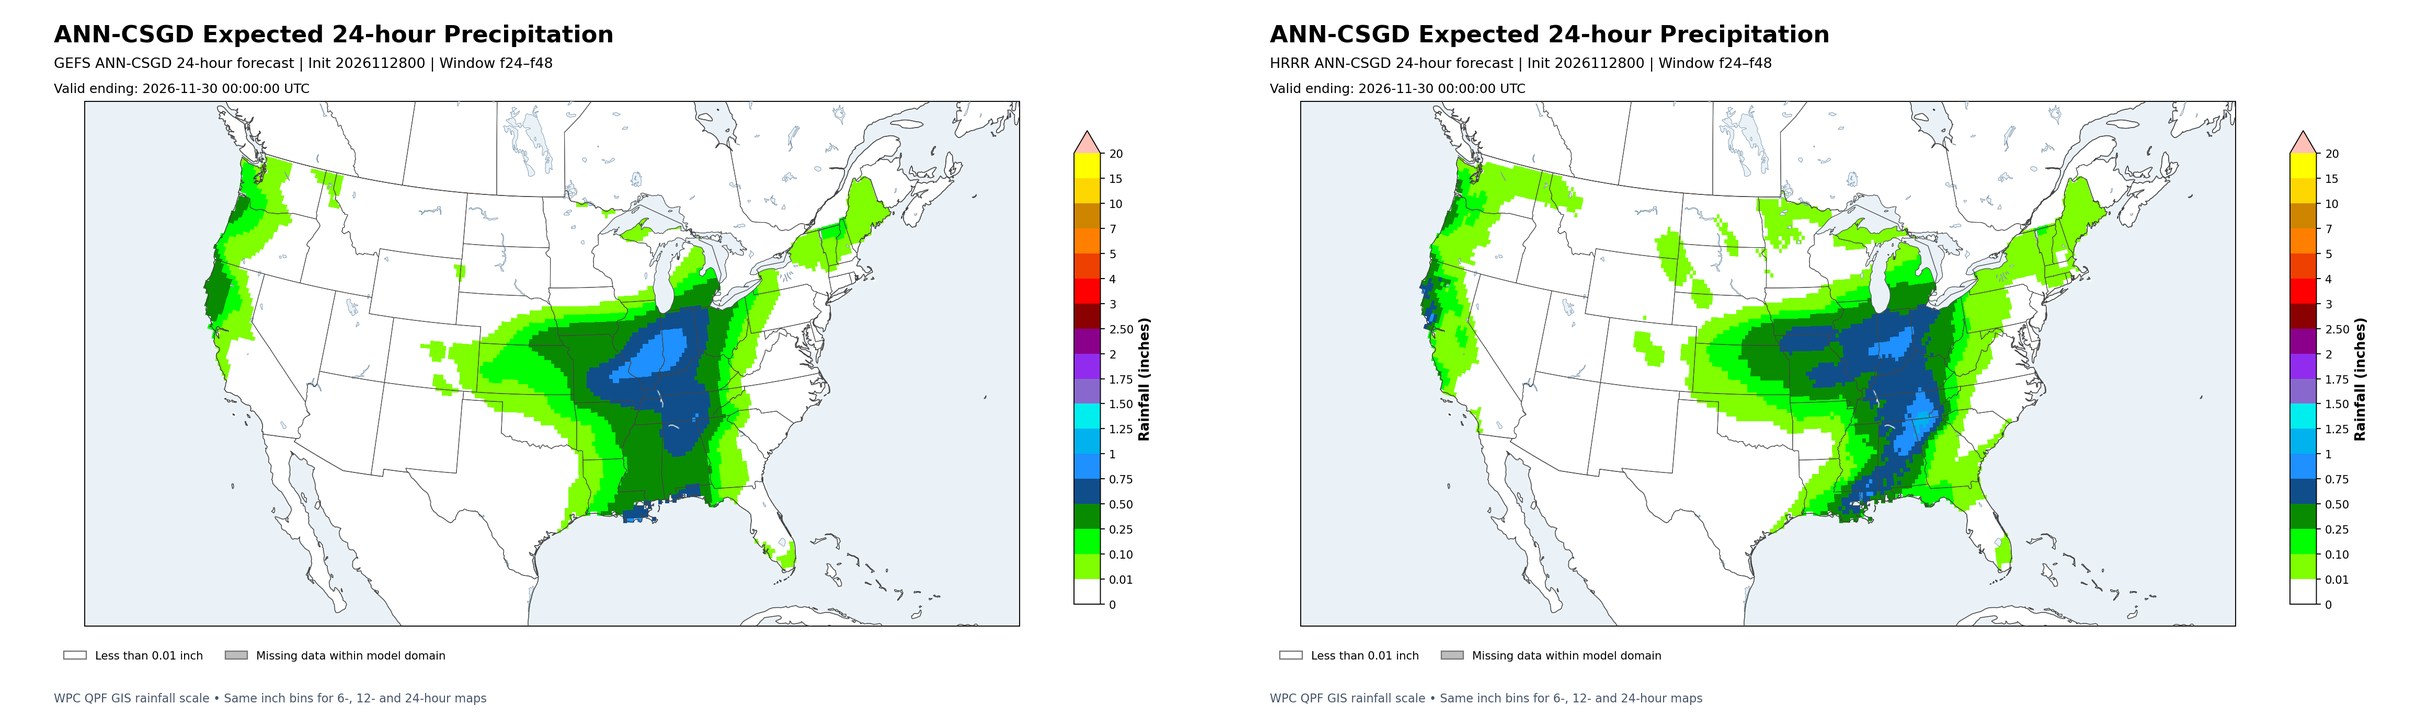 ANN-CSGD Expected 24-hour Precipitation
GEFS ANN-CSGD 24-hour forecast | Init 2026112800 | Window f24–f48
Valid ending: 2026-11-30 00:00:00 UTC
20
15
10
7
5
4
3
2.50
2
1.75
1.50
1.25
1
0.75
0.50
0.25
0.10
0.01
0
Rainfall (inches)
Less than 0.01 inch
Missing data within model domain
WPC QPF GIS rainfall scale • Same inch bins for 6-, 12- and 24-hour maps
ANN-CSGD Expected 24-hour Precipitation
HRRR ANN-CSGD 24-hour forecast | Init 2026112800 | Window f24–f48
Valid ending: 2026-11-30 00:00:00 UTC
20
15
10
7
5
4
3
2.50
2
1.75
1.50
1.25
1
0.75
0.50
0.25
0.10
0.01
0
Rainfall (inches)
Less than 0.01 inch
Missing data within model domain
WPC QPF GIS rainfall scale • Same inch bins for 6-, 12- and 24-hour maps